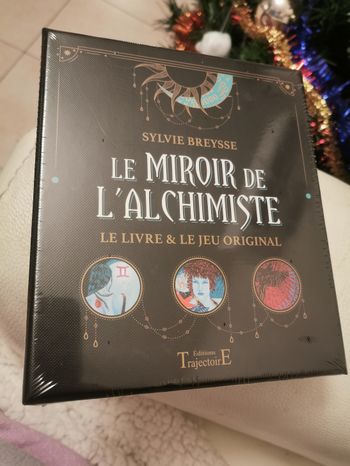 SYLVIE BREYSSE
LE MIROIR DE
L'ALCHIMISTE
LE LIVRE & LE JEU ORIGINAL
Éditions
TrajectoirE